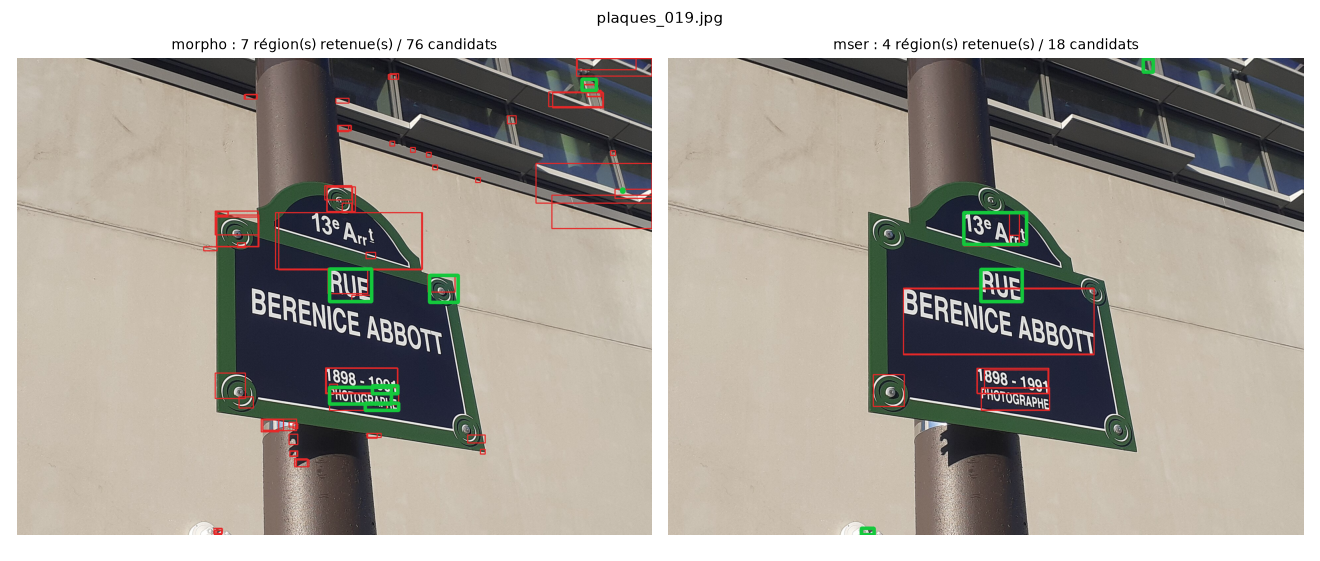 plaques_019.jpg
morpho : 7 région(s) retenue(s) / 76 candidats
mser : 4 région(s) retenue(s) / 18 candidats
13e Arrt
RUE
BERENICE ABBOTT
1898 - 1991
PHOTOGRAPHE
13e Arrt
RUE
BERENICE ABBOTT
1898 - 1991
PHOTOGRAPHE